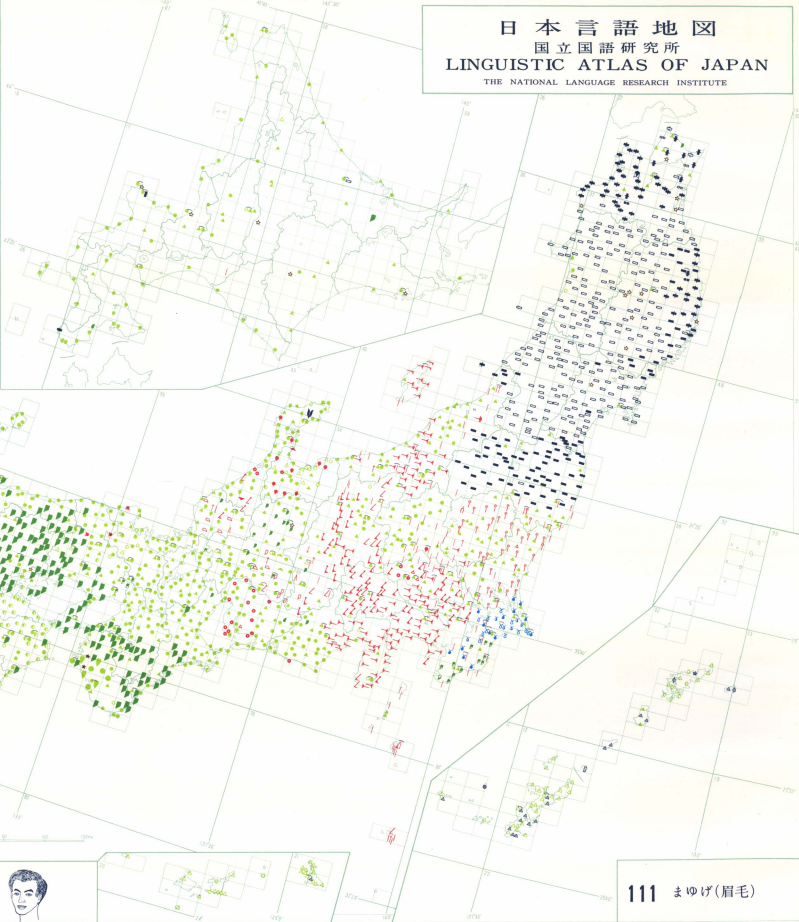 日本言語地図
国立国語研究所
LINGUISTIC ATLAS OF JAPAN
THE NATIONAL LANGUAGE RESEARCH INSTITUTE
111 まゆげ(眉毛)